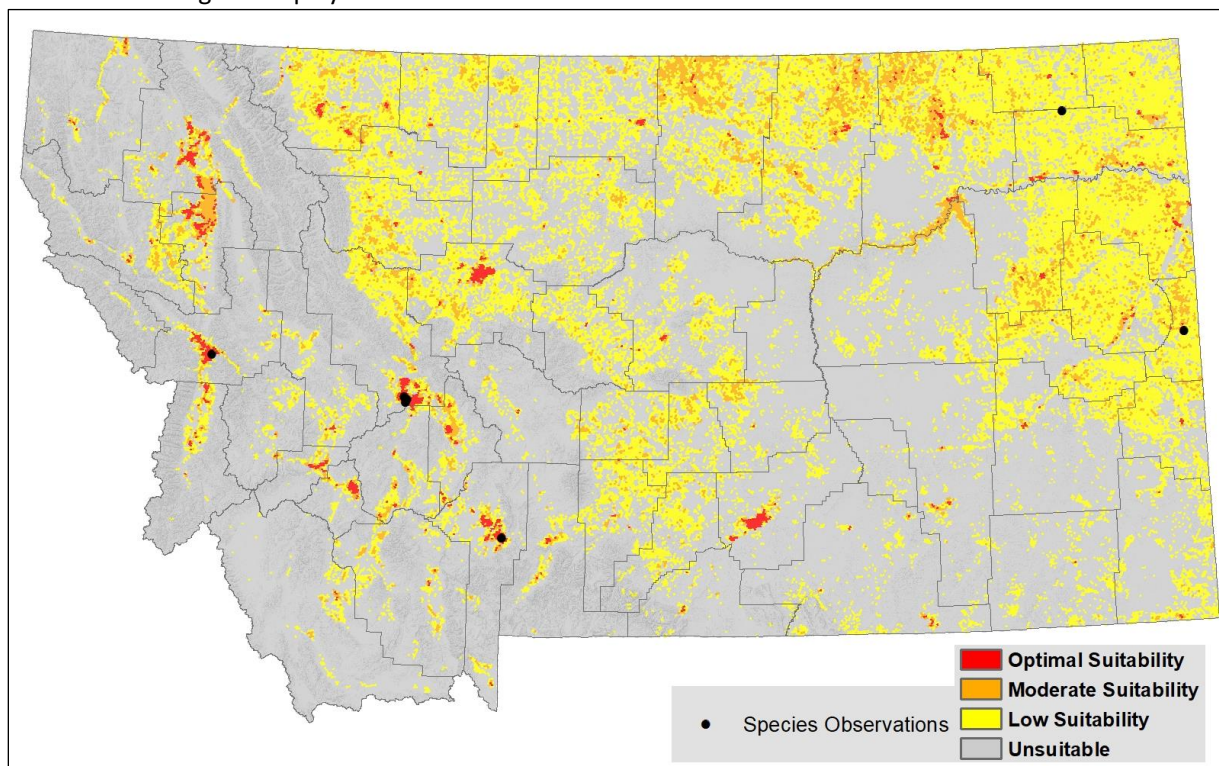 Optimal Suitability
Moderate Suitability
Species Observations
Low Suitability
Unsuitable